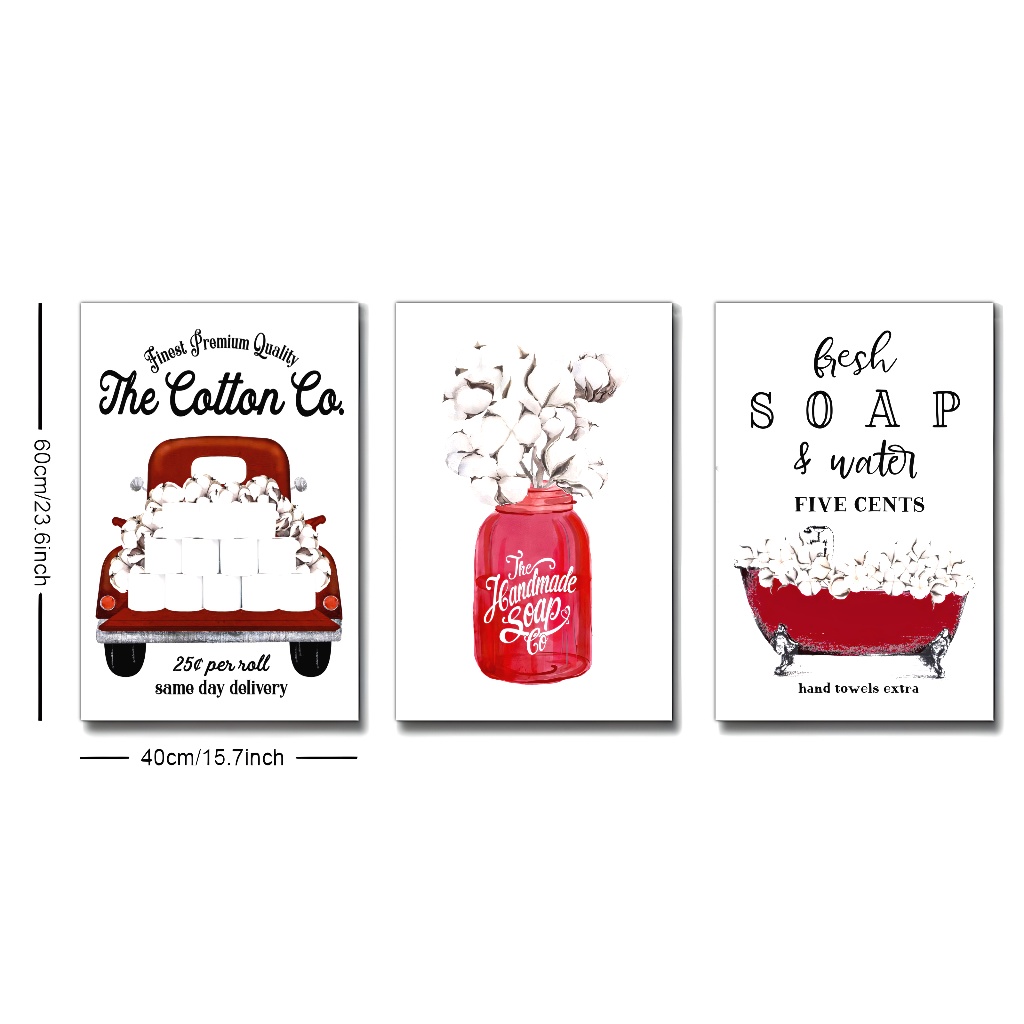 Finest Premium Quality
The Cotton Co.
25¢ per roll
same day delivery
The
Handmade
Soap
Co
fresh
SOAP
& water
FIVE CENTS
hand towels extra
60cm/23.6inch
40cm/15.7inch